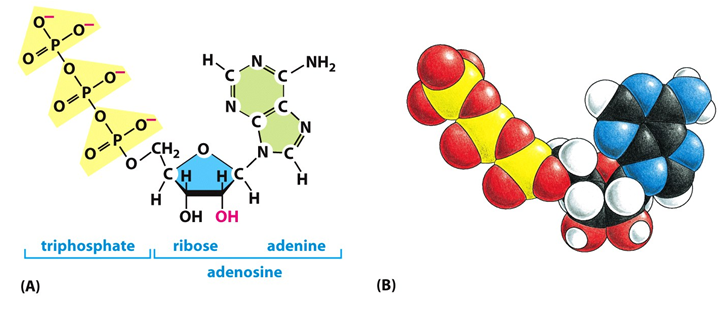 O−
O−
P
O
H N NH2
O
C C
O−
P
O N C
O
C
O−
N
P
O CH2 O N C
O
C H H C H
H H
OH OH
triphosphate ribose adenine
adenosine
(A) (B)